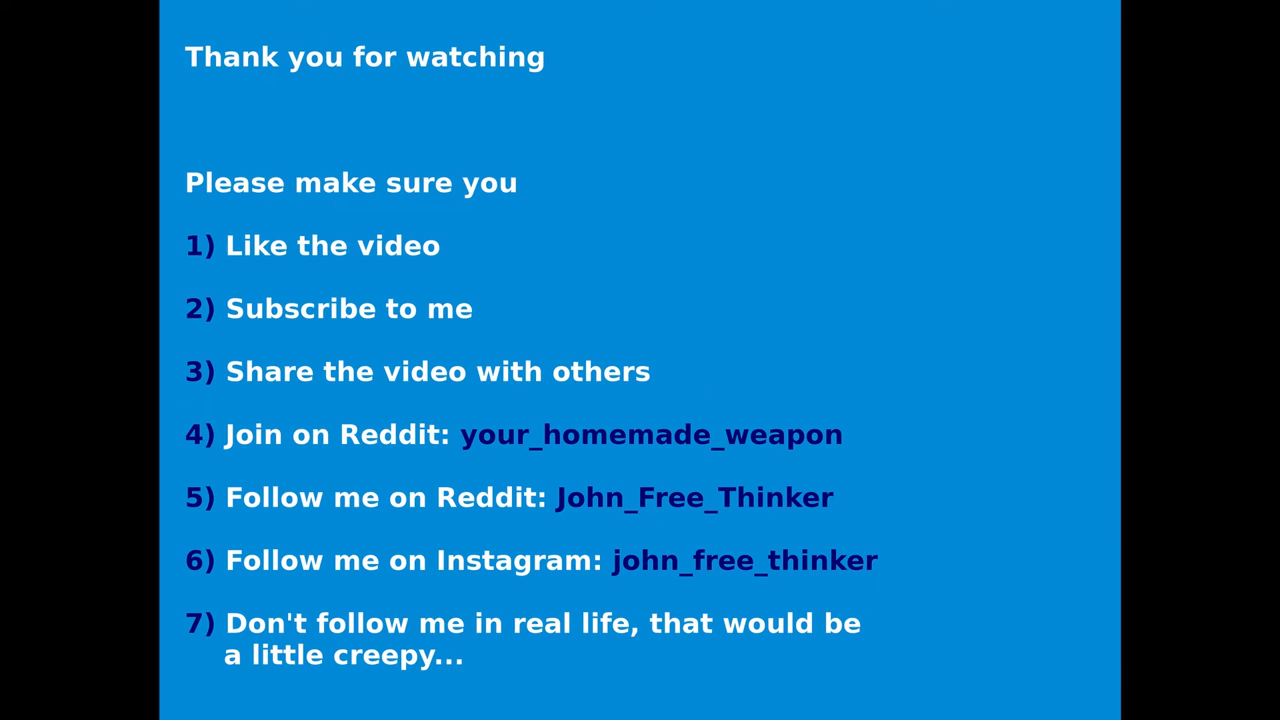 Thank you for watching
Please make sure you
1) Like the video
2) Subscribe to me
3) Share the video with others
4) Join on Reddit: your_homemade_weapon
5) Follow me on Reddit: John_Free_Thinker
6) Follow me on Instagram: john_free_thinker
7) Don't follow me in real life, that would be
a little creepy...